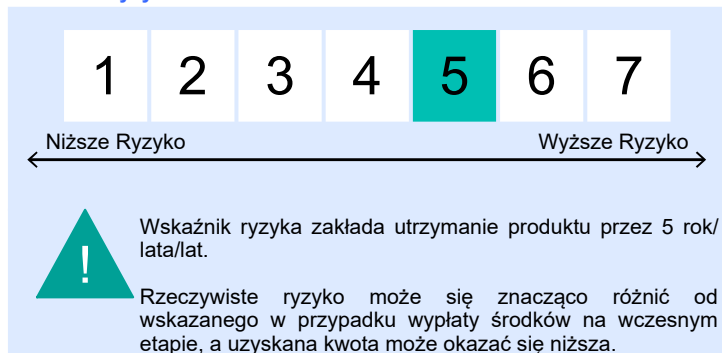 1 2 3 4 5 6 7
Niższe Ryzyko Wyższe Ryzyko
!
Wskaźnik ryzyka zakłada utrzymanie produktu przez 5 rok/
lata/lat.
Rzeczywiste ryzyko może się znacząco różnić od
wskazanego w przypadku wypłaty środków na wczesnym
etapie, a uzyskana kwota może okazać się niższa.